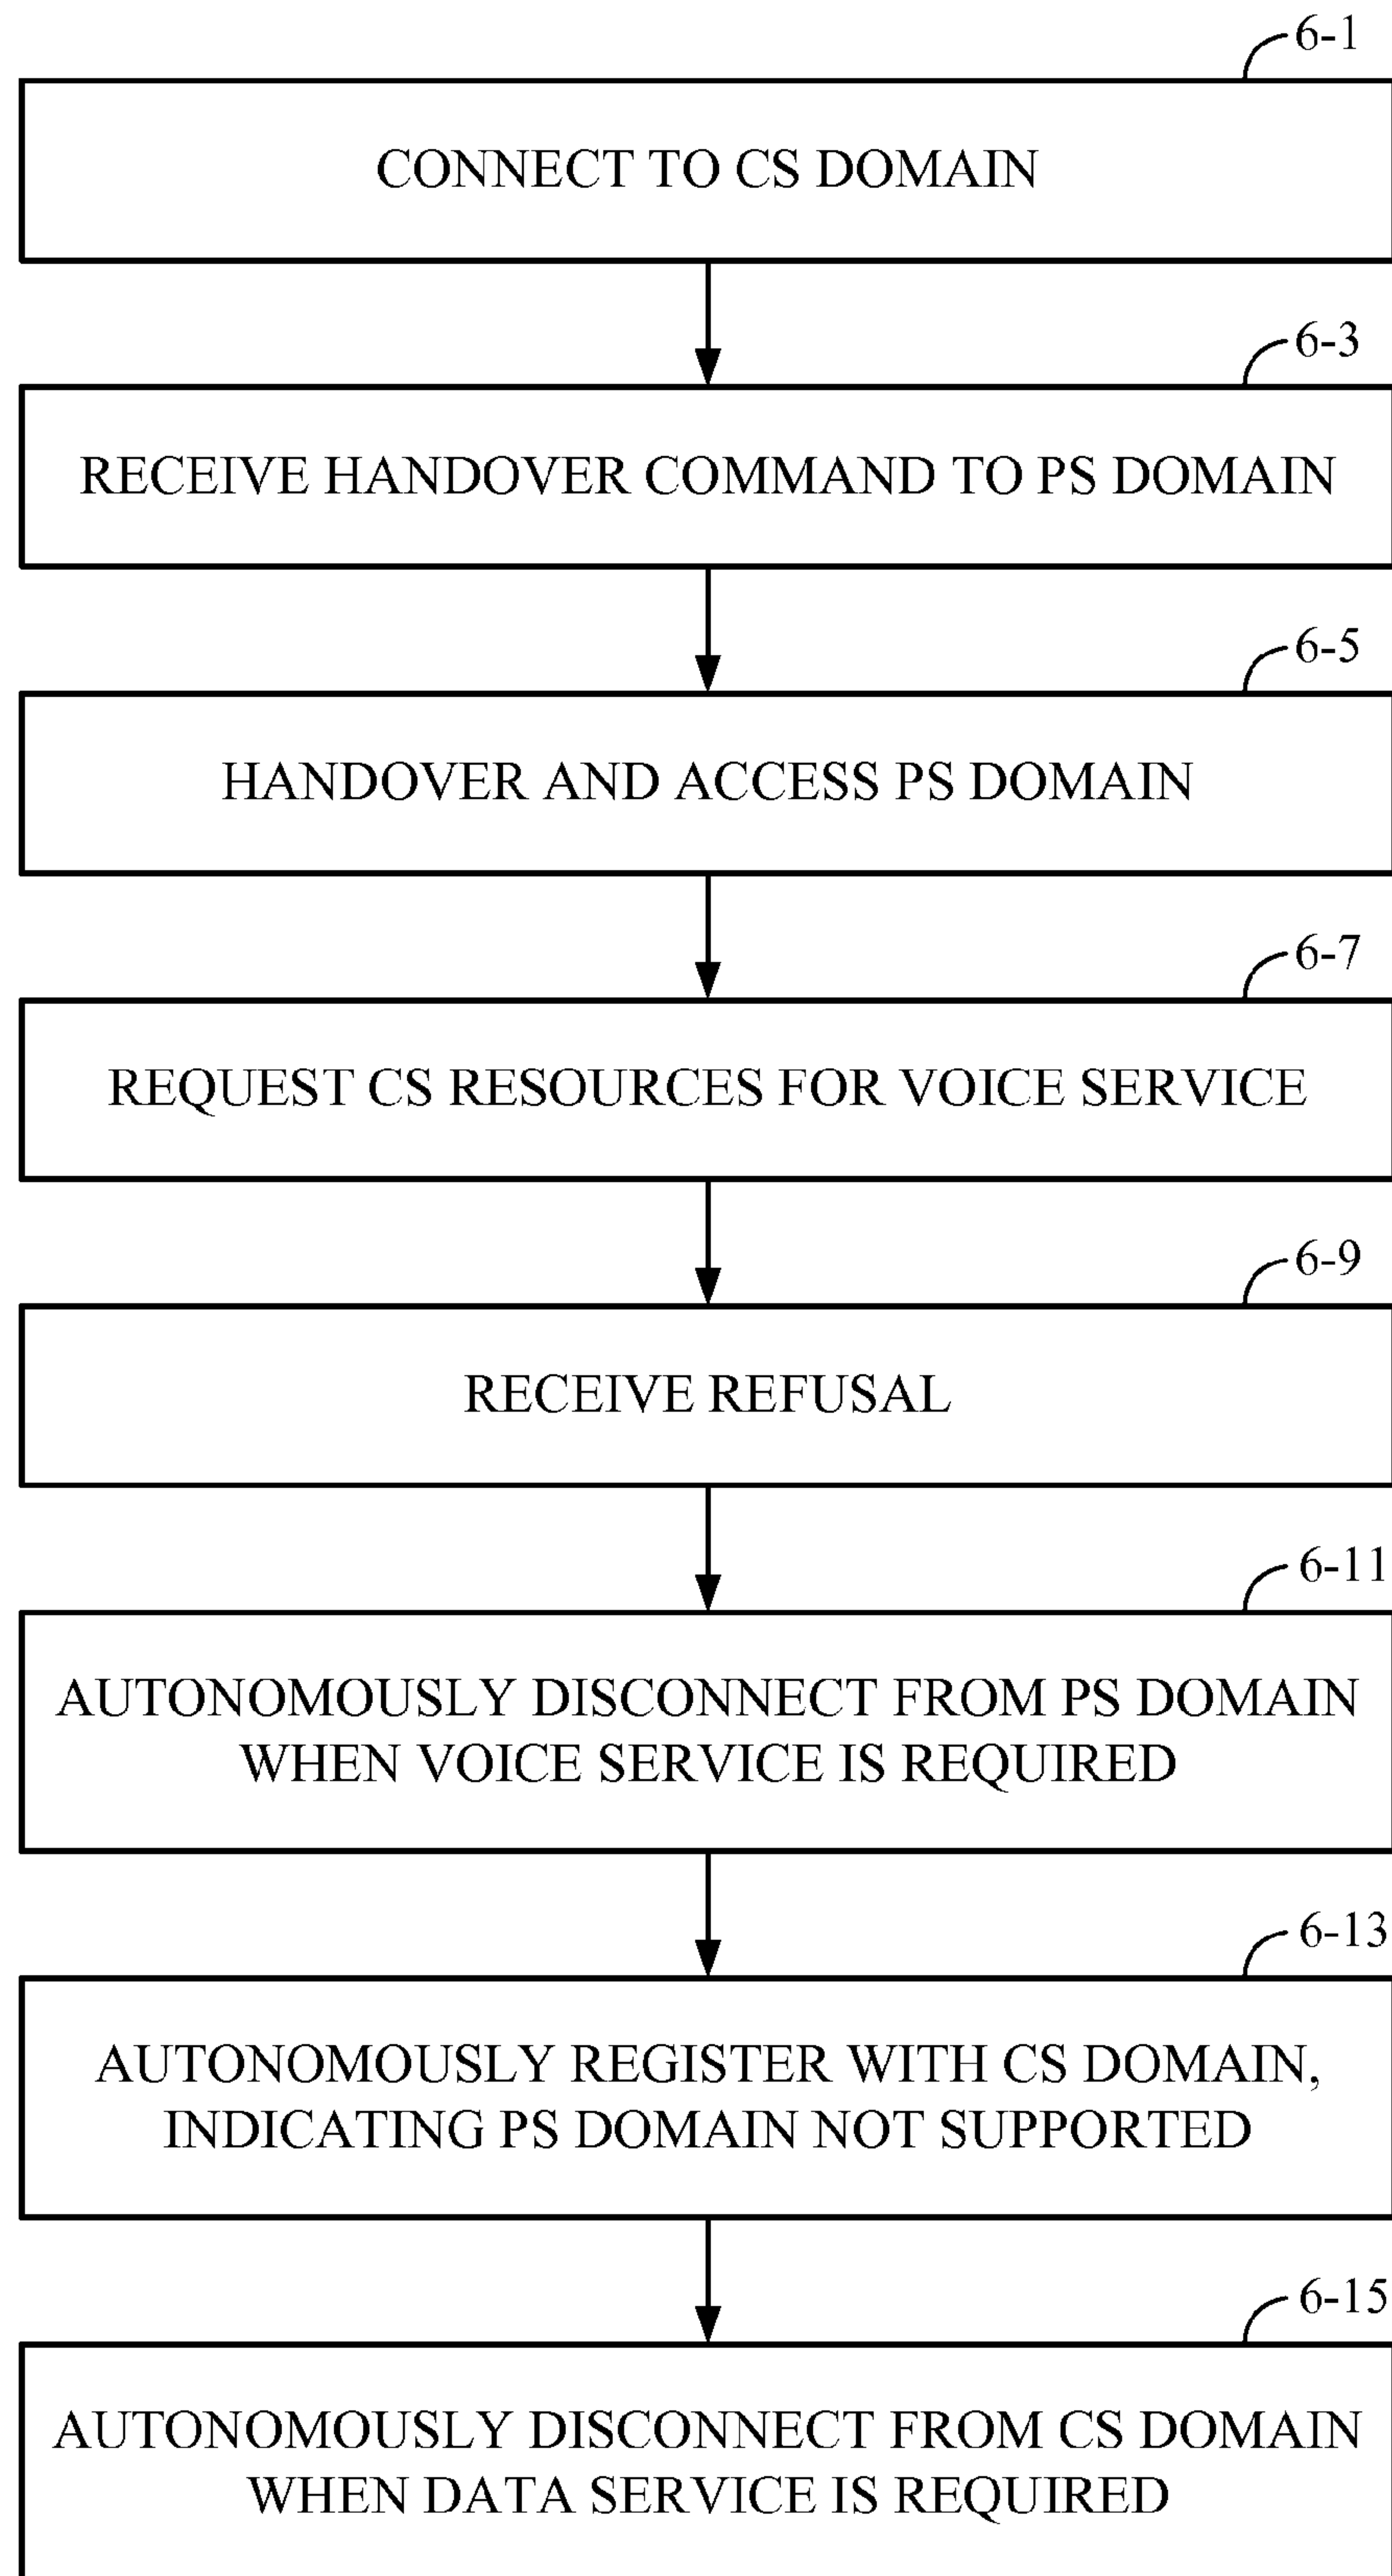 6-1
CONNECT TO CS DOMAIN
6-3
RECEIVE HANDOVER COMMAND TO PS DOMAIN
6-5
HANDOVER AND ACCESS PS DOMAIN
6-7
REQUEST CS RESOURCES FOR VOICE SERVICE
6-9
RECEIVE REFUSAL
6-11
AUTONOMOUSLY DISCONNECT FROM PS DOMAIN
WHEN VOICE SERVICE IS REQUIRED
6-13
AUTONOMOUSLY REGISTER WITH CS DOMAIN,
INDICATING PS DOMAIN NOT SUPPORTED
6-15
AUTONOMOUSLY DISCONNECT FROM CS DOMAIN
WHEN DATA SERVICE IS REQUIRED